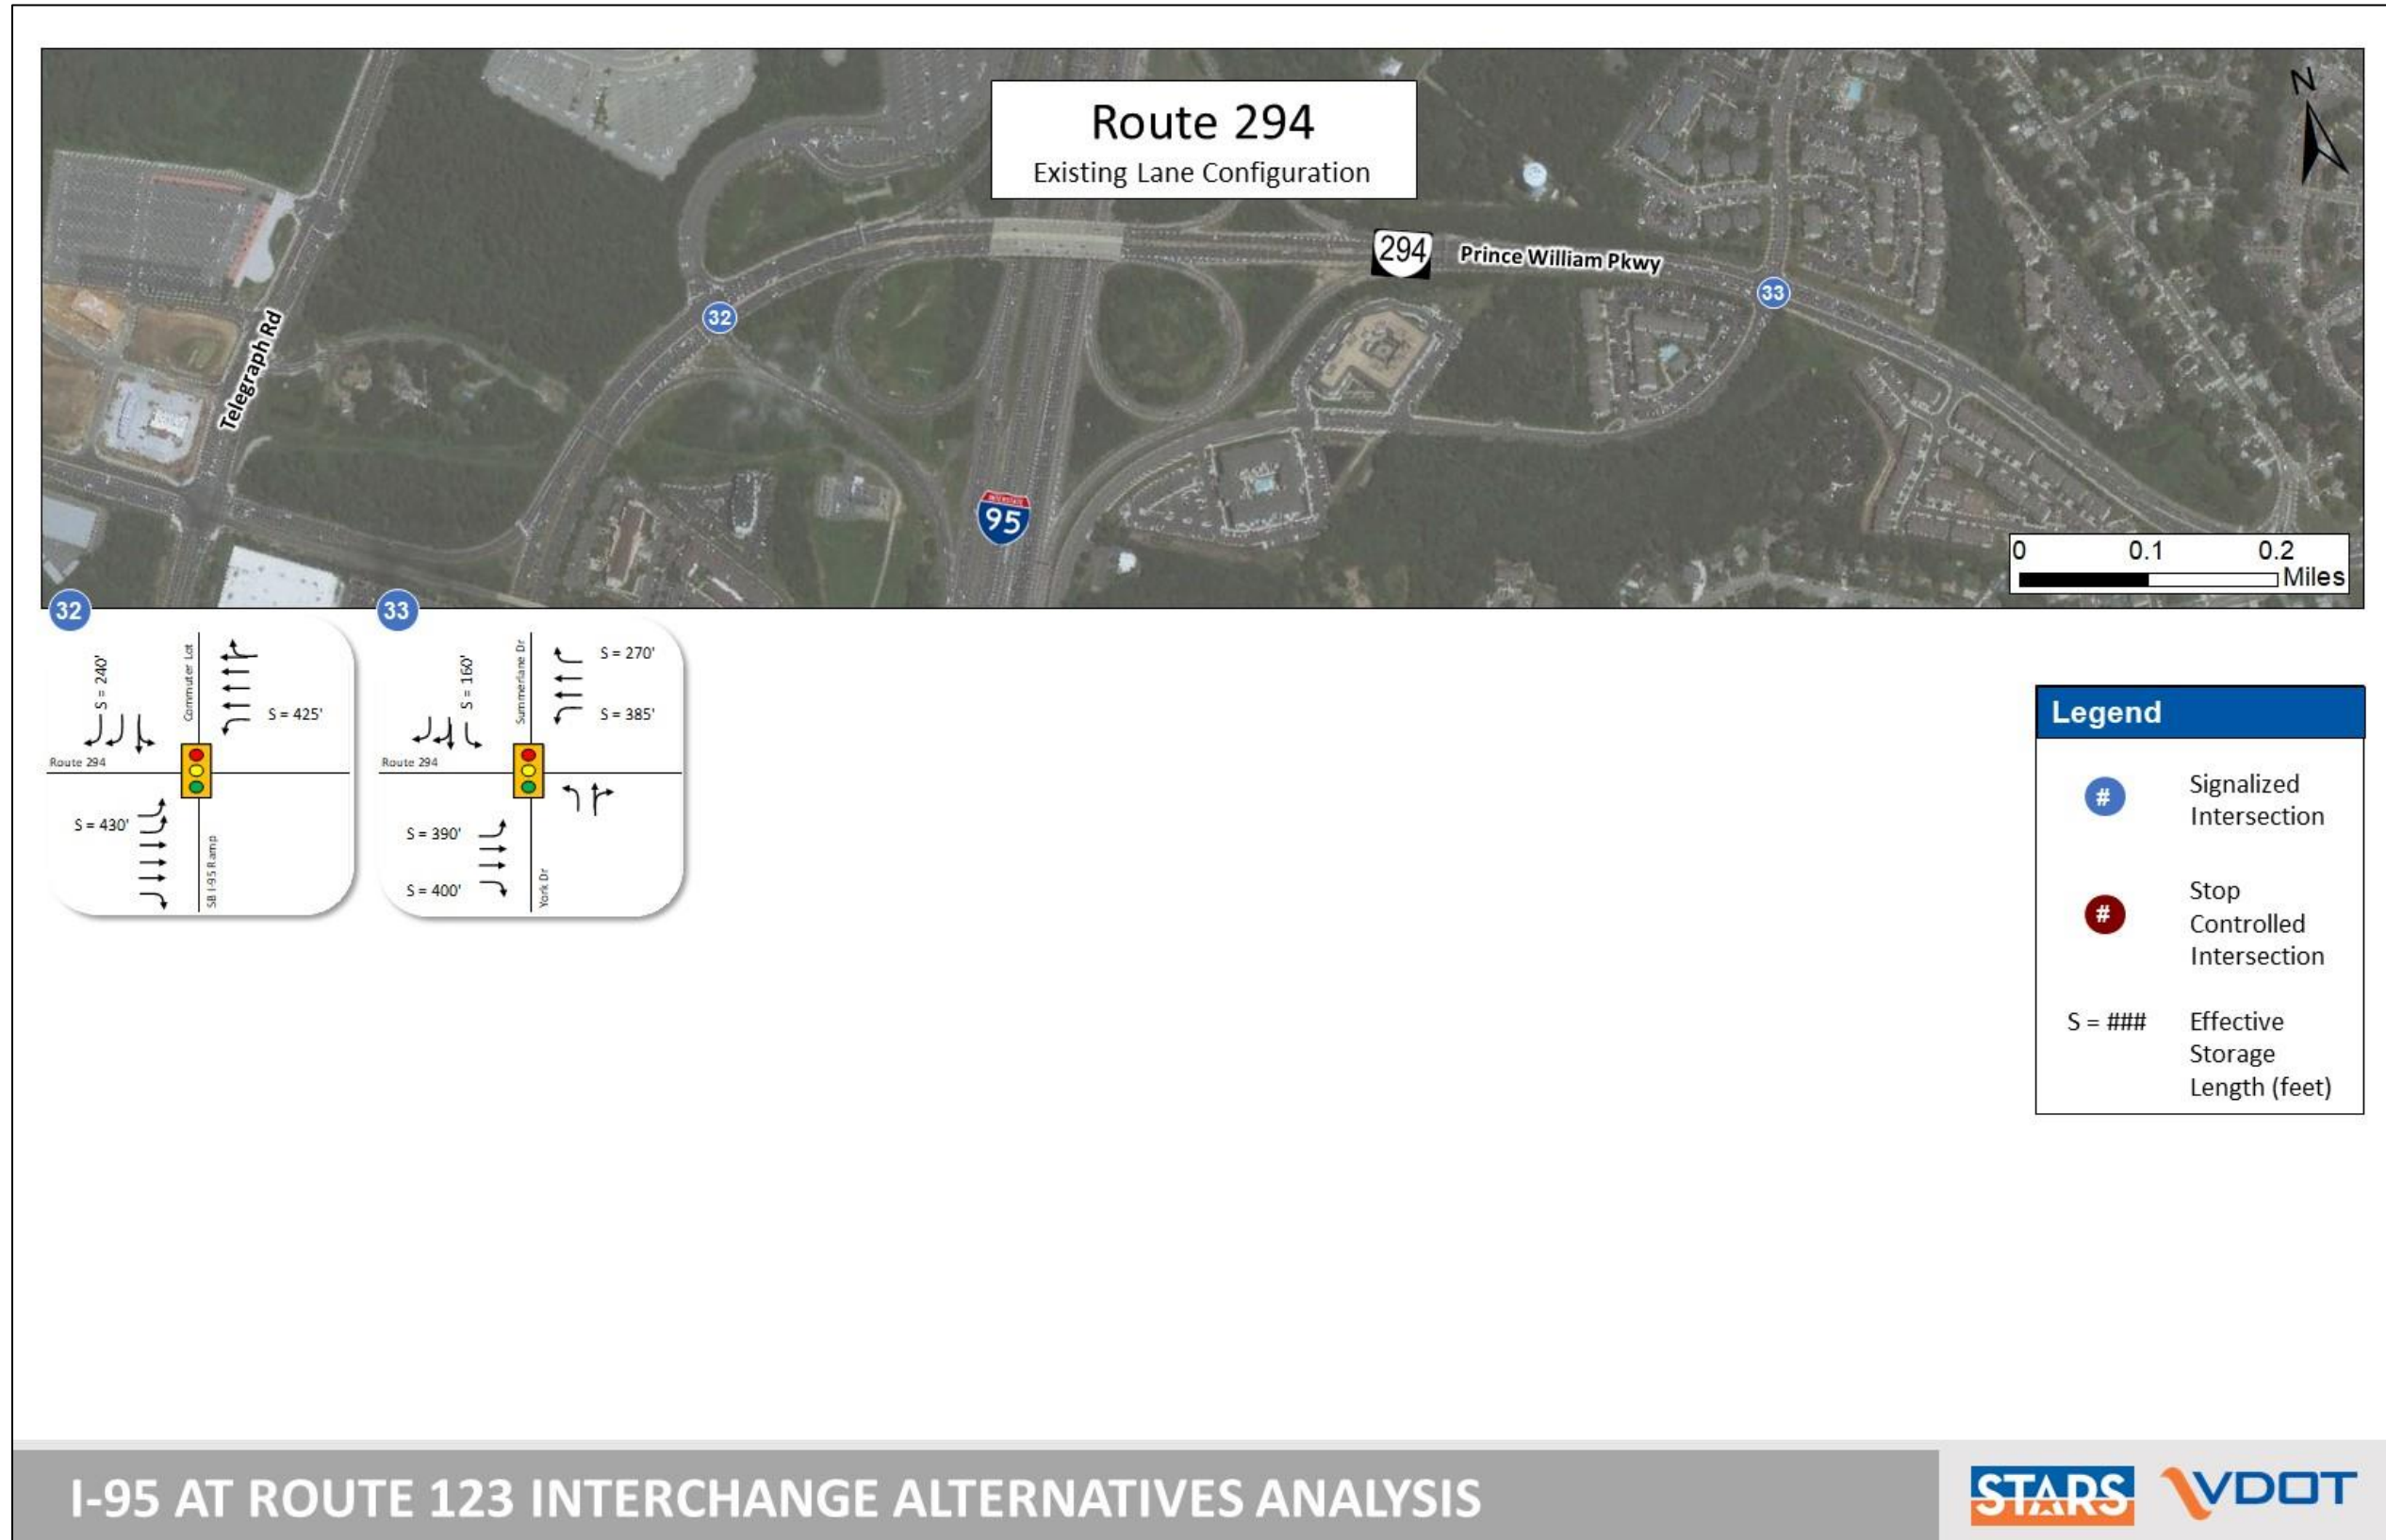 Route 294
Existing Lane Configuration
N
294
Prince William Pkwy
33
32
Telegraph Rd
INTERSTATE
95
0 0.1 0.2
Miles
32
S = 240'
Commuter Lot
S = 425'
Route 294
S = 430'
SB I-95 Ramp
33
S = 160'
Summerlane Dr
S = 270'
S = 385'
Route 294
S = 390'
S = 400'
York Dr
Legend
# Signalized
Intersection
# Stop
Controlled
Intersection
S = ### Effective
Storage
Length (feet)
I-95 AT ROUTE 123 INTERCHANGE ALTERNATIVES ANALYSIS
STARS
VDOT